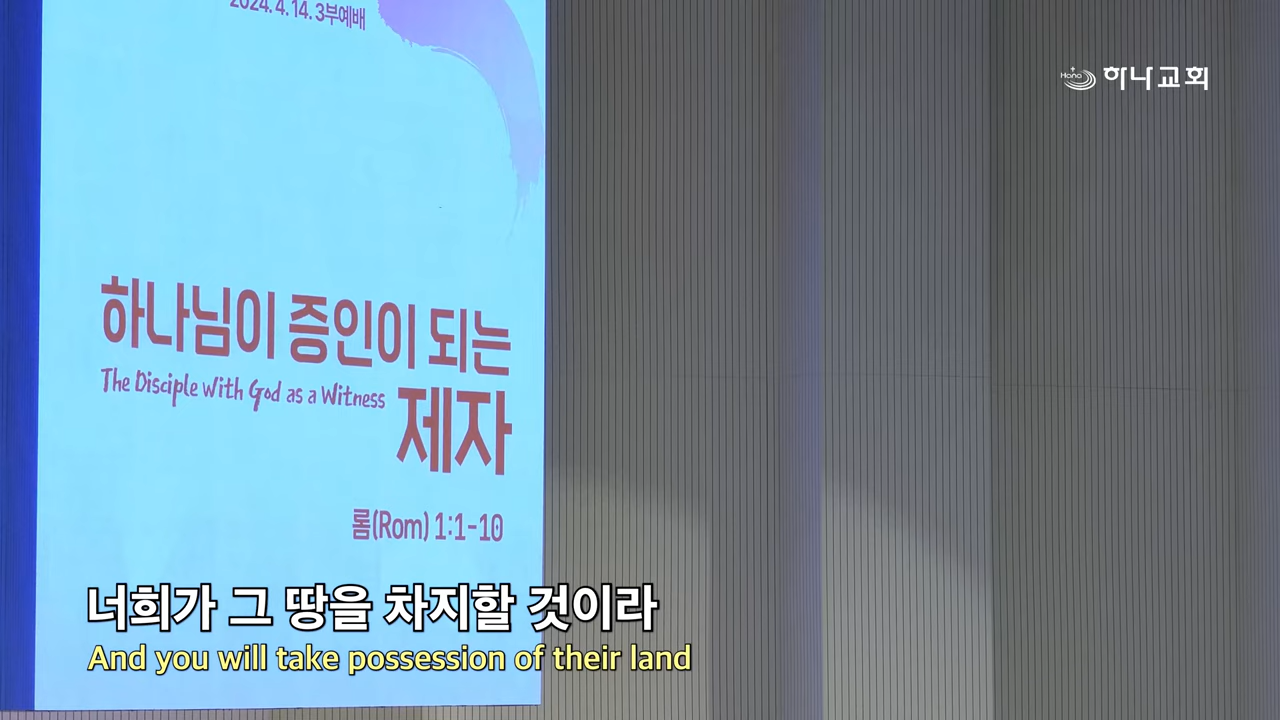 2024.4.14.3부예배
Hana 하나교회
하나님이 증인이 되는
The Disciple With God as a Witness
제자
롬(Rom) 1:1-10
너희가 그 땅을 차지할 것이라
And you will take possession of their land